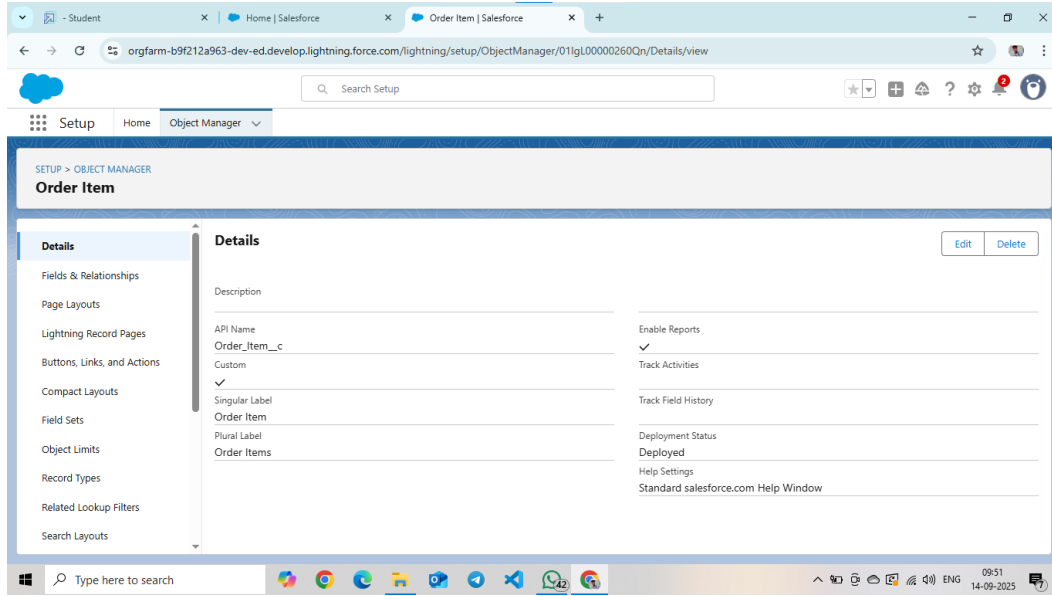 - Student
Home | Salesforce
Order Item | Salesforce
orgfarm-b9f212a963-dev-ed.develop.lightning.force.com/lightning/setup/ObjectManager/01IgL00000260Qn/Details/view
Search Setup
2
Setup
Home
Object Manager
SETUP > OBJECT MANAGER
Order Item
Details
Fields & Relationships
Page Layouts
Lightning Record Pages
Buttons, Links, and Actions
Compact Layouts
Field Sets
Object Limits
Record Types
Related Lookup Filters
Search Layouts
Details
Edit
Delete
Description
API Name
Order_Item__c
Custom
Singular Label
Order Item
Plural Label
Order Items
Enable Reports
Track Activities
Track Field History
Deployment Status
Deployed
Help Settings
Standard salesforce.com Help Window
Type here to search
42
ENG
09:51
14-09-2025
7